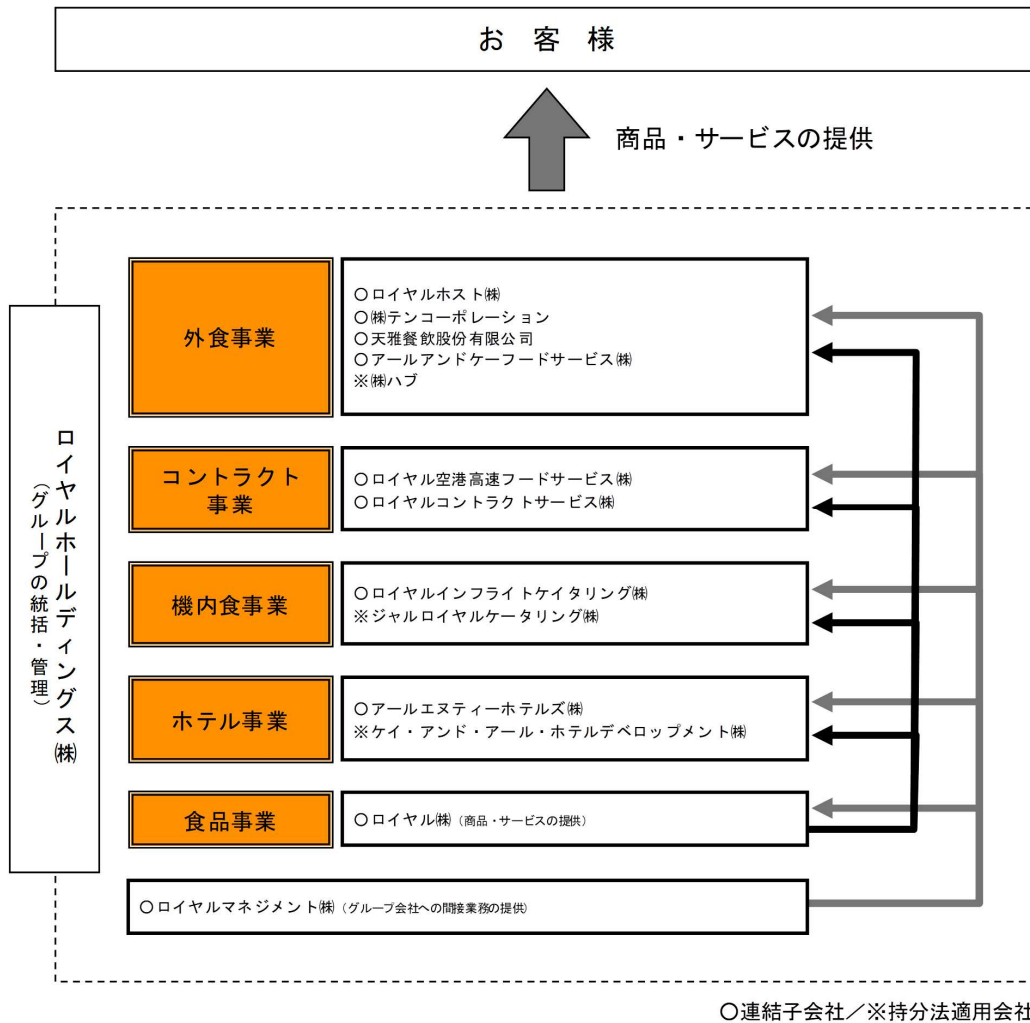 お客様
商品・サービスの提供
ロイヤルホールディングス㈱
(グループの統括・管理)
外食事業
○ロイヤルホスト㈱
○㈱テンコーポレーション
○天雅餐飲股份有限公司
○アールアンドケーフードサービス㈱
※㈱ハブ
コントラクト
事業
○ロイヤル空港高速フードサービス㈱
○ロイヤルコントラクトサービス㈱
機内食事業
○ロイヤルインフライトケイタリング㈱
※ジャルロイヤルケータリング㈱
ホテル事業
○アールエヌティーホテルズ㈱
※ケイ・アンド・アール・ホテルデベロップメント㈱
食品事業
○ロイヤル㈱(商品・サービスの提供)
○ロイヤルマネジメント㈱(グループ会社への間接業務の提供)
○連結子会社/※持分法適用会社